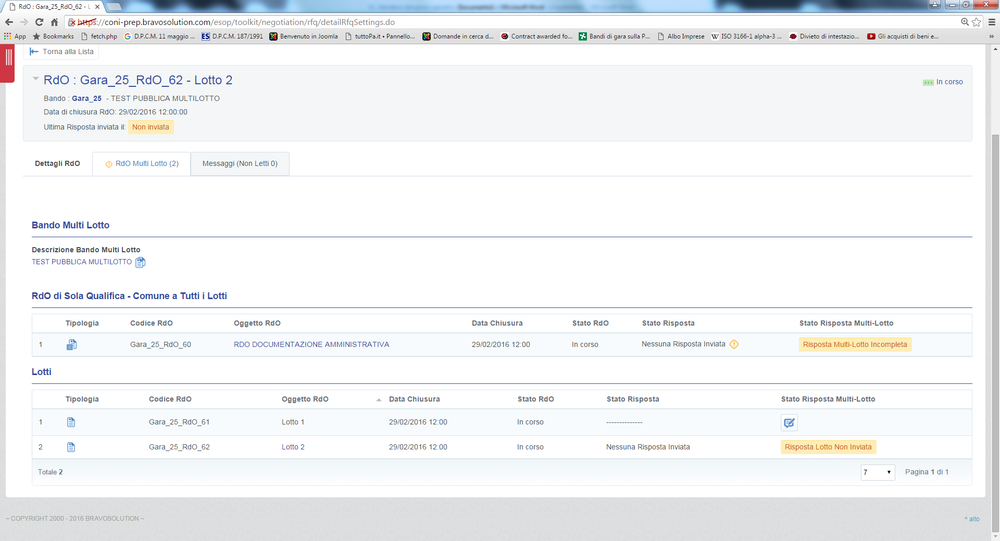 RdO : Gara_25_RdO_62 - L
https://coni-prep.bravosolution.com/esop/toolkit/negotiation/rfq/detailRfqSettings.do
App Bookmarks fetch.php D.P.C.M. 11 maggio ... D.P.C.M. 187/1991 Benvenuto in Joomla tuttoPa.it • Pannello... Domande in cerca d... Contract awarded fo... Bandi di gara sulla P... Albo Imprese ISO 3166-1 alpha-3 ... Divieto di intestazio... Gli acquisti di beni e... »
Torna alla Lista
RdO : Gara_25_RdO_62 - Lotto 2
In corso
Bando : Gara_25 - TEST PUBBLICA MULTILOTTO
Data di chiusura RdO: 29/02/2016 12:00:00
Ultima Risposta inviata il: Non inviata
Dettagli RdO RdO Multi Lotto (2) Messaggi (Non Letti 0)
Bando Multi Lotto
Descrizione Bando Multi Lotto
TEST PUBBLICA MULTILOTTO
RdO di Sola Qualifica - Comune a Tutti i Lotti
Tipologia Codice RdO Oggetto RdO Data Chiusura Stato RdO Stato Risposta Stato Risposta Multi-Lotto
1 Gara_25_RdO_60 RDO DOCUMENTAZIONE AMMINISTRATIVA 29/02/2016 12:00 In corso Nessuna Risposta Inviata Risposta Multi-Lotto Incompleta
Lotti
Tipologia Codice RdO Oggetto RdO Data Chiusura Stato RdO Stato Risposta Stato Risposta Multi-Lotto
1 Gara_25_RdO_61 Lotto 1 29/02/2016 12:00 In corso --------------
2 Gara_25_RdO_62 Lotto 2 29/02/2016 12:00 In corso Nessuna Risposta Inviata Risposta Lotto Non Inviata
Totale 2 7 Pagina 1 di 1
~ COPYRIGHT 2000 - 2016 BRAVOSOLUTION ~
^ alto